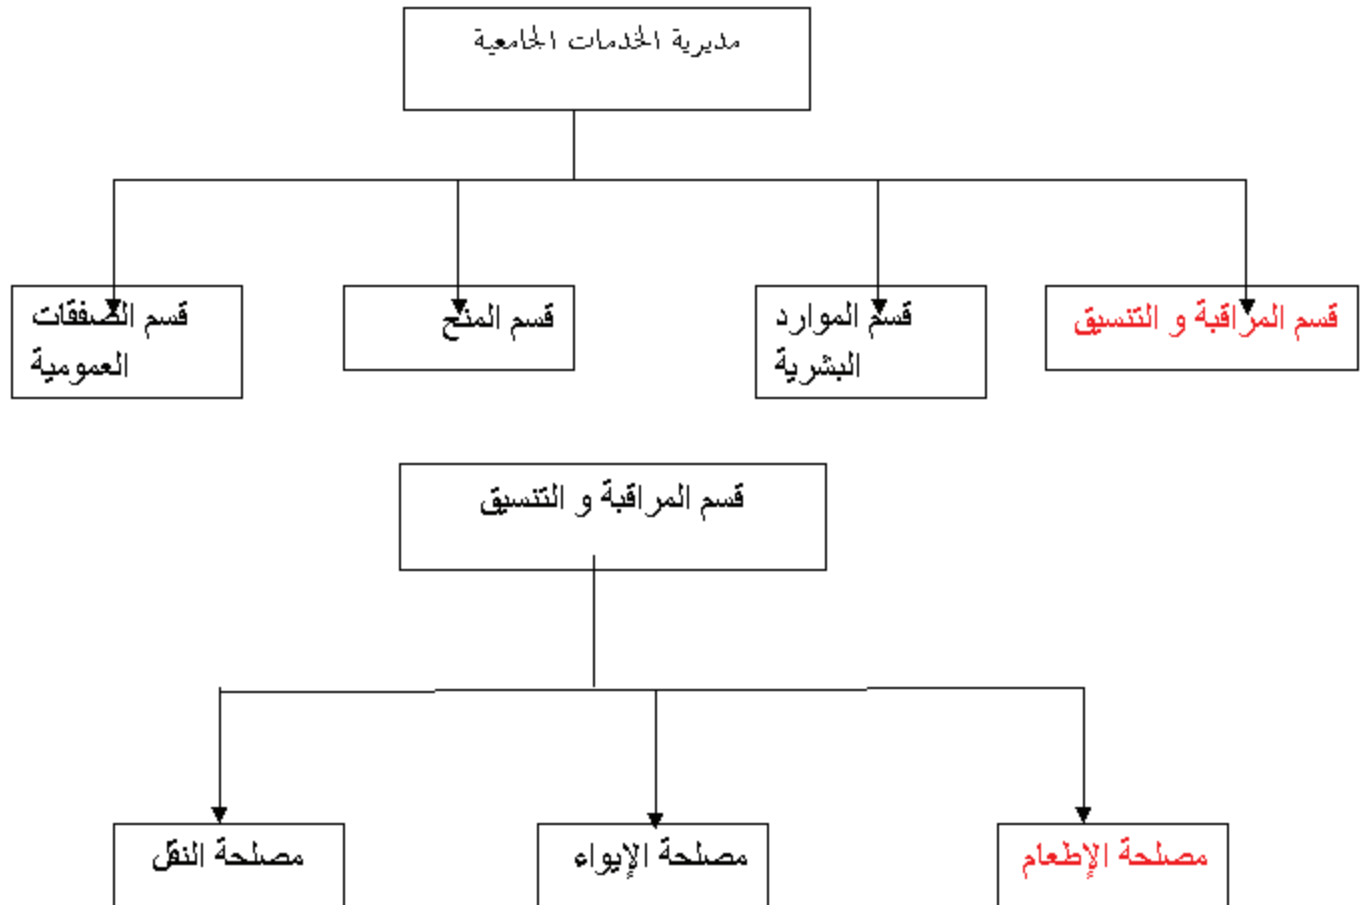 مديرية الخدمات الجامعية
قسم المراقبة و التنسيق
قسم الموارد
البشرية
قسم المنح
قسم الصفقات
العمومية
قسم المراقبة و التنسيق
مصلحة الإطعام
مصلحة الإيواء
مصلحة النقل